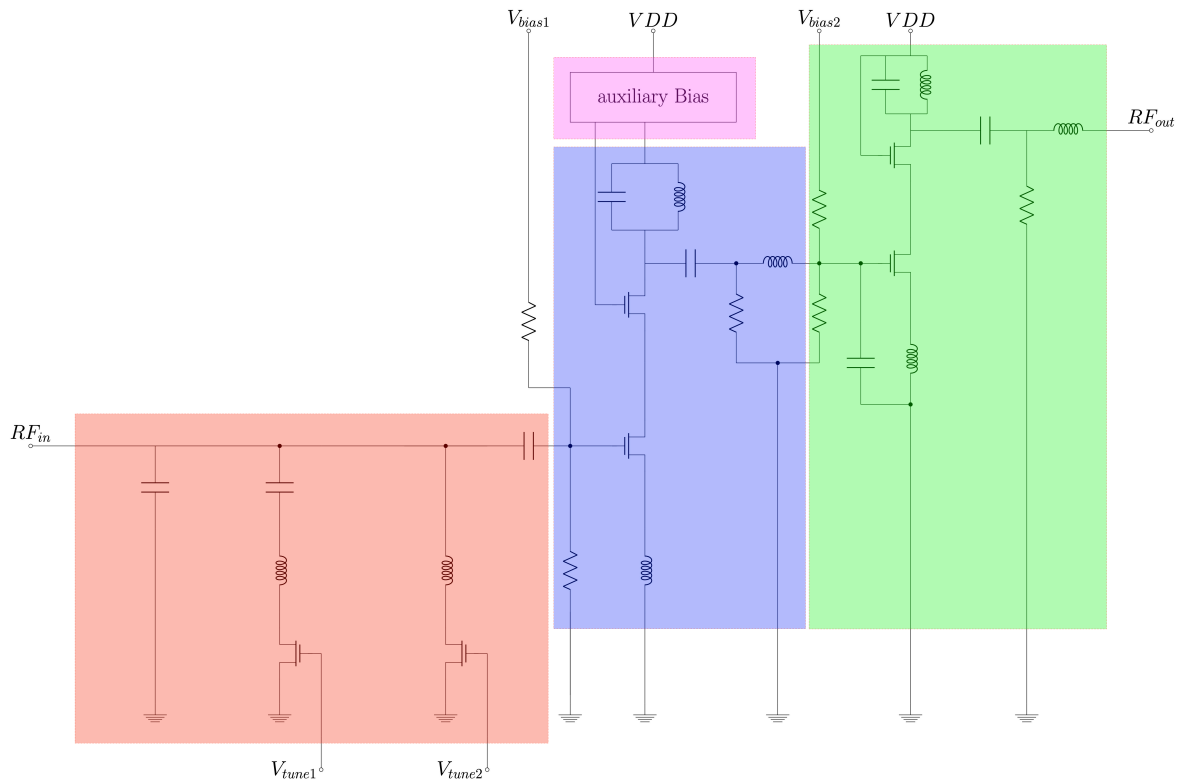 V_bias1
VDD
V_bias2
VDD
auxiliary Bias
RF_out
RF_in
V_tune1
V_tune2